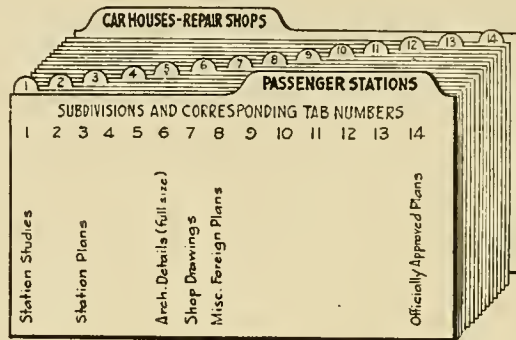 CAR HOUSES-REPAIR SHOPS
1 2 3 4 5 6 7 8 9 10 11 12 13 14
PASSENGER STATIONS
SUBDIVISIONS AND CORRESPONDING TAB NUMBERS
1 2 3 4 5 6 7 8 9 10 11 12 13 14
Station Studies
Station Plans
Arch. Details (full size)
Shop Drawings
Misc. Foreign Plans
Officially Approved Plans